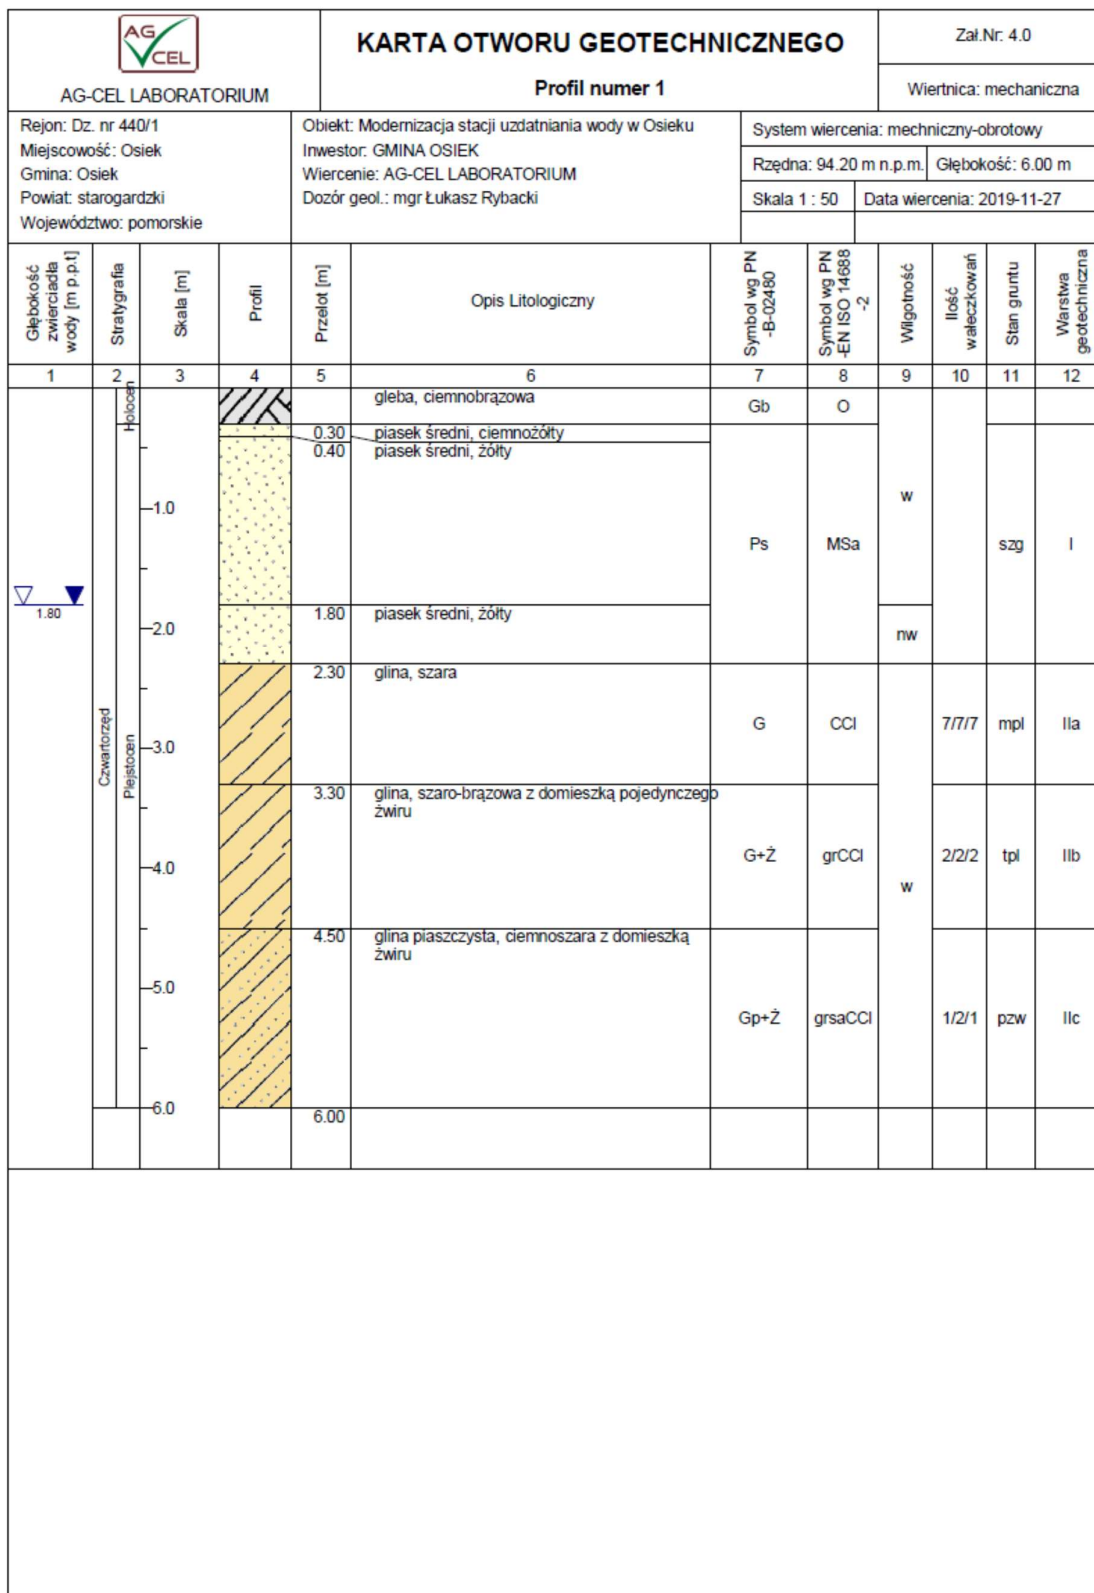 AG
CEL
AG-CEL LABORATORIUM
KARTA OTWORU GEOTECHNICZNEGO
Profil numer 1
Zał.Nr: 4.0
Wiertnica: mechaniczna
Rejon: Dz. nr 440/1
Miejscowość: Osiek
Gmina: Osiek
Powiat: starogardzki
Województwo: pomorskie
Obiekt: Modernizacja stacji uzdatniania wody w Osieku
Inwestor: GMINA OSIEK
Wiercenie: AG-CEL LABORATORIUM
Dozór geol.: mgr Łukasz Rybacki
System wiercenia: mechniczny-obrotowy
Rzędna: 94.20 m n.p.m. Głębokość: 6.00 m
Skala 1 : 50 Data wiercenia: 2019-11-27
Głębokość
zwierciadła
wody [m p.p.t]
Stratygrafia
Skala [m]
Profil
Przelot [m]
Opis Litologiczny
Symbol wg PN
-B-02480
Symbol wg PN
-EN ISO 14688
-2
Wilgotność
Ilość
wałeczkowań
Stan gruntu
Warstwa
geotechniczna
1 2 3 4 5 6 7 8 9 10 11 12
Holocen
gleba, ciemnobrązowa
Gb O
0.30 piasek średni, ciemnożółty
0.40 piasek średni, żółty
1.0
w
Ps MSa szg I
1.80
1.80 piasek średni, żółty
2.0
nw
2.30 glina, szara
Czwartorzęd
Plejstocen
G CCl 7/7/7 mpl IIa
3.0
3.30 glina, szaro-brązowa z domieszką pojedynczego
żwiru
G+Ż grCCl 2/2/2 tpl IIb
4.0
w
4.50 glina piaszczysta, ciemnoszara z domieszką
żwiru
5.0
Gp+Ż grsaCCl 1/2/1 pzw IIc
6.0
6.00